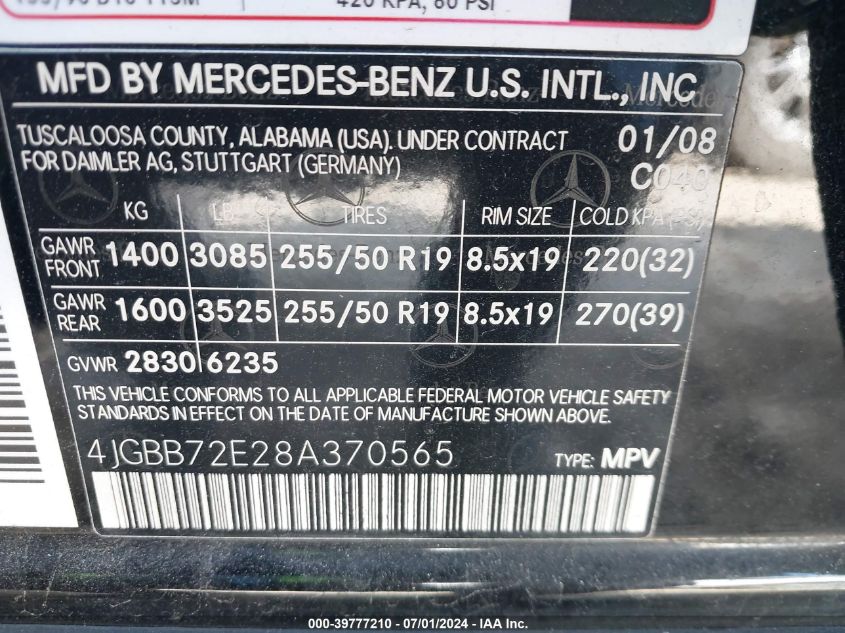 420 KPA, 60 PSI
MFD BY MERCEDES-BENZ U.S. INTL., INC
TUSCALOOSA COUNTY, ALABAMA (USA). UNDER CONTRACT 01/08
FOR DAIMLER AG, STUTTGART (GERMANY) C040
KG LB TIRES RIM SIZE COLD KPA
GAWR FRONT 1400 3085 255/50 R19 8.5x19 220(32)
GAWR REAR 1600 3525 255/50 R19 8.5x19 270(39)
GVWR 2830 6235
THIS VEHICLE CONFORMS TO ALL APPLICABLE FEDERAL MOTOR VEHICLE SAFETY
STANDARDS IN EFFECT ON THE DATE OF MANUFACTURE SHOWN ABOVE.
4JGBB72E28A370565 TYPE: MPV
000-39777210 - 07/01/2024 - IAA Inc.